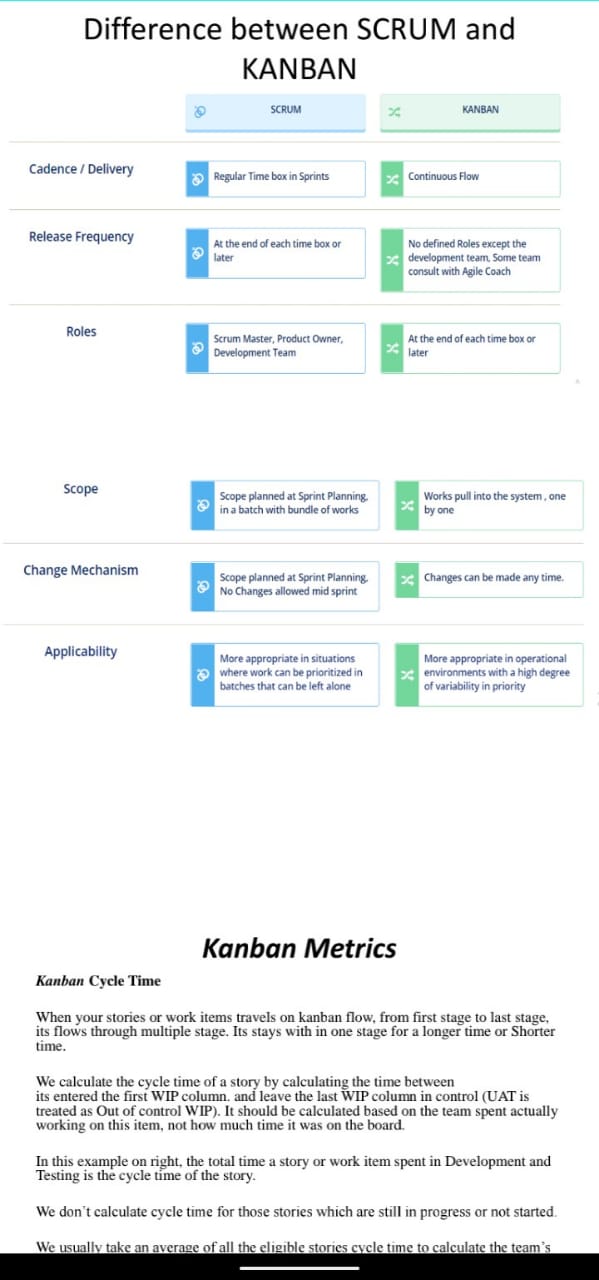 Difference between SCRUM and
KANBAN
SCRUM
KANBAN
Cadence / Delivery
Regular Time box in Sprints
Continuous Flow
Release Frequency
At the end of each time box or
later
No defined Roles except the
development team, Some team
consult with Agile Coach
Roles
Scrum Master, Product Owner,
Development Team
At the end of each time box or
later
Scope
Scope planned at Sprint Planning,
in a batch with bundle of works
Works pull into the system , one
by one
Change Mechanism
Scope planned at Sprint Planning,
No Changes allowed mid sprint
Changes can be made any time.
Applicability
More appropriate in situations
where work can be prioritized in
batches that can be left alone
More appropriate in operational
environments with a high degree
of variability in priority
Kanban Metrics
Kanban Cycle Time
When your stories or work items travels on kanban flow, from first stage to last stage,
its flows through multiple stage. Its stays with in one stage for a longer time or Shorter
time.
We calculate the cycle time of a story by calculating the time between
its entered the first WIP column. and leave the last WIP column in control (UAT is
treated as Out of control WIP). It should be calculated based on the team spent actually
working on this item, not how much time it was on the board.
In this example on right, the total time a story or work item spent in Development and
Testing is the cycle time of the story.
We don't calculate cycle time for those stories which are still in progress or not started.
We usually take an average of all the eligible stories cycle time to calculate the team's